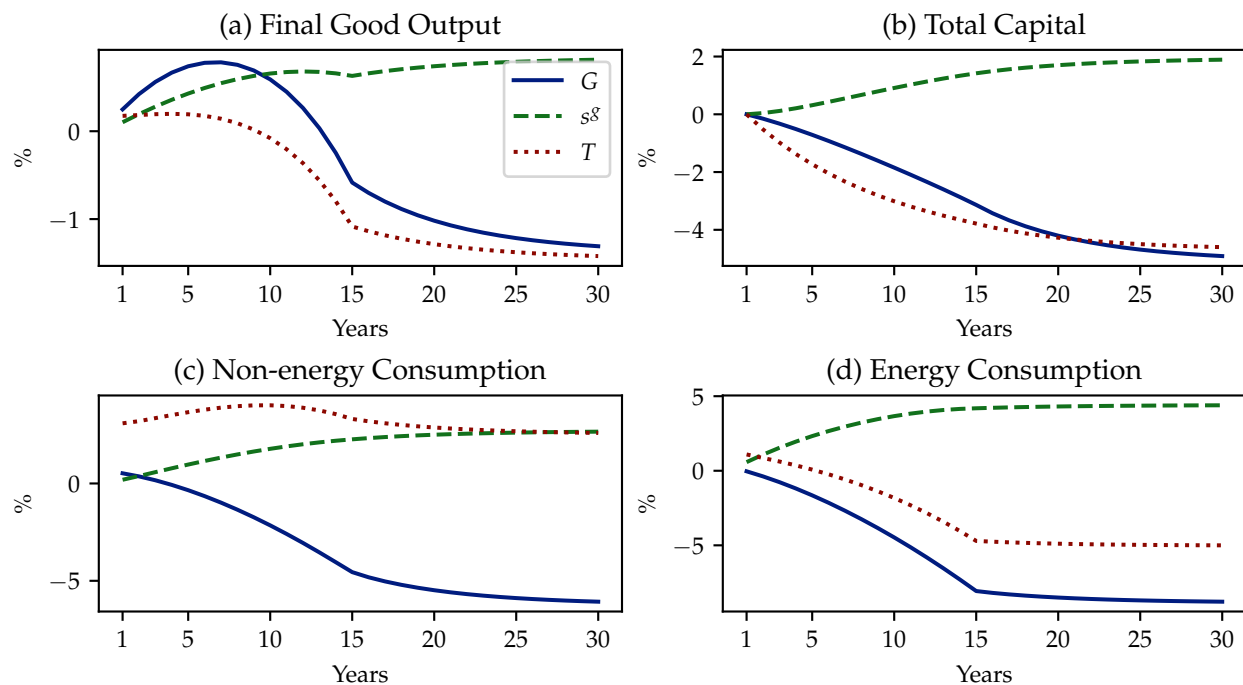 (a) Final Good Output
%
0
−1
G
s^g
T
1 5 10 15 20 25 30
Years
(b) Total Capital
%
2
0
−2
−4
1 5 10 15 20 25 30
Years
(c) Non-energy Consumption
%
0
−5
1 5 10 15 20 25 30
Years
(d) Energy Consumption
%
5
0
−5
1 5 10 15 20 25 30
Years